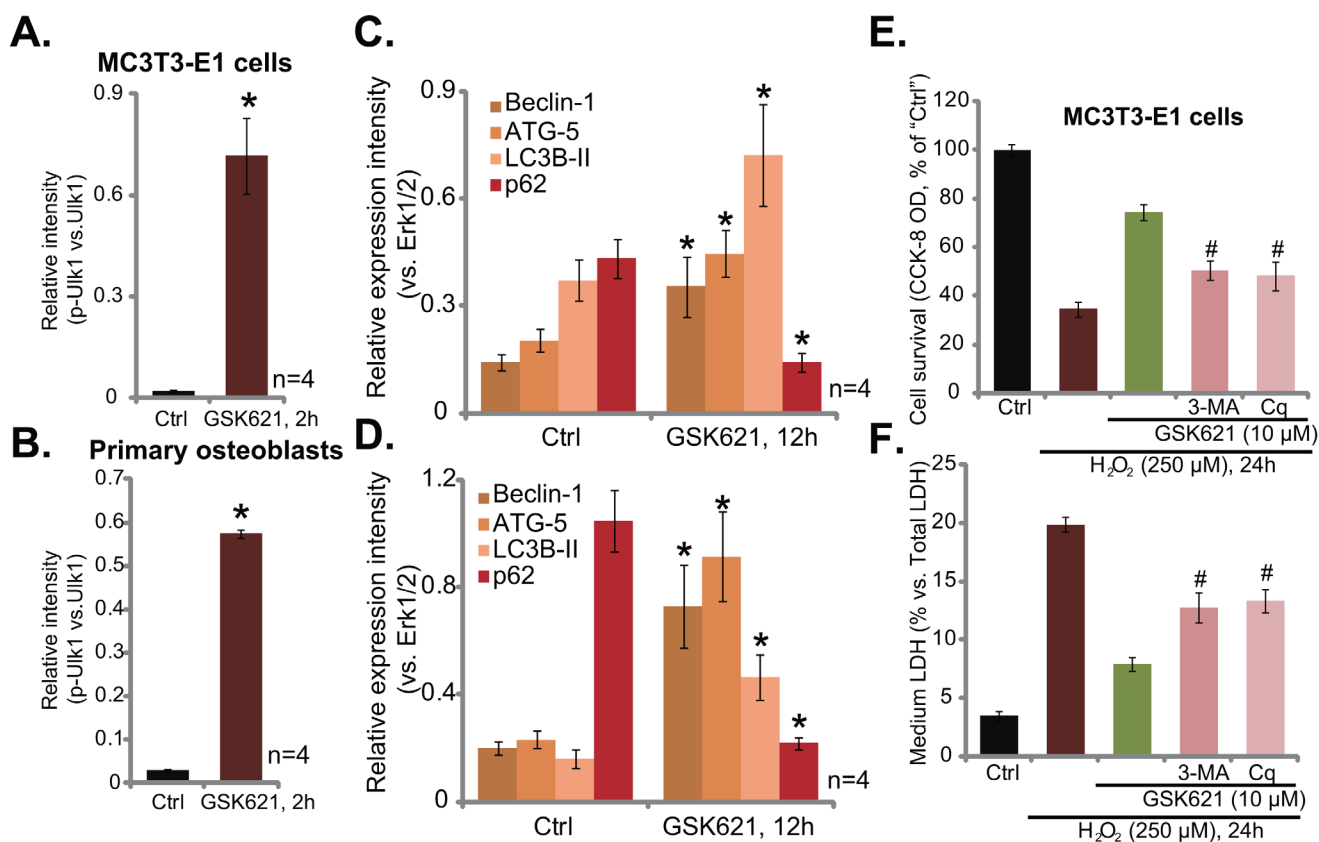 A.
MC3T3-E1 cells
Relative intensity
(p-Ulk1 vs.Ulk1)
0.9
0.6
0.3
0
*
n=4
Ctrl
GSK621, 2h
B.
Primary osteoblasts
Relative intensity
(p-Ulk1 vs.Ulk1)
0.7
0.6
0.5
0.4
0.3
0.2
0.1
0
*
n=4
Ctrl
GSK621, 2h
C.
Relative expression intensity
(vs. Erk1/2)
0.9
0.6
0.3
0
Beclin-1
ATG-5
LC3B-II
p62
*
*
*
*
n=4
Ctrl
GSK621, 12h
D.
Relative expression intensity
(vs. Erk1/2)
1.2
0.8
0.4
0
Beclin-1
ATG-5
LC3B-II
p62
*
*
*
*
n=4
Ctrl
GSK621, 12h
E.
MC3T3-E1 cells
Cell survival (CCK-8 OD, % of “Ctrl”)
120
100
80
60
40
20
0
#
#
Ctrl
3-MA
Cq
GSK621 (10 µM)
H₂O₂ (250 µM), 24h
F.
Medium LDH (% vs. Total LDH)
25
20
15
10
5
0
#
#
Ctrl
3-MA
Cq
GSK621 (10 µM)
H₂O₂ (250 µM), 24h